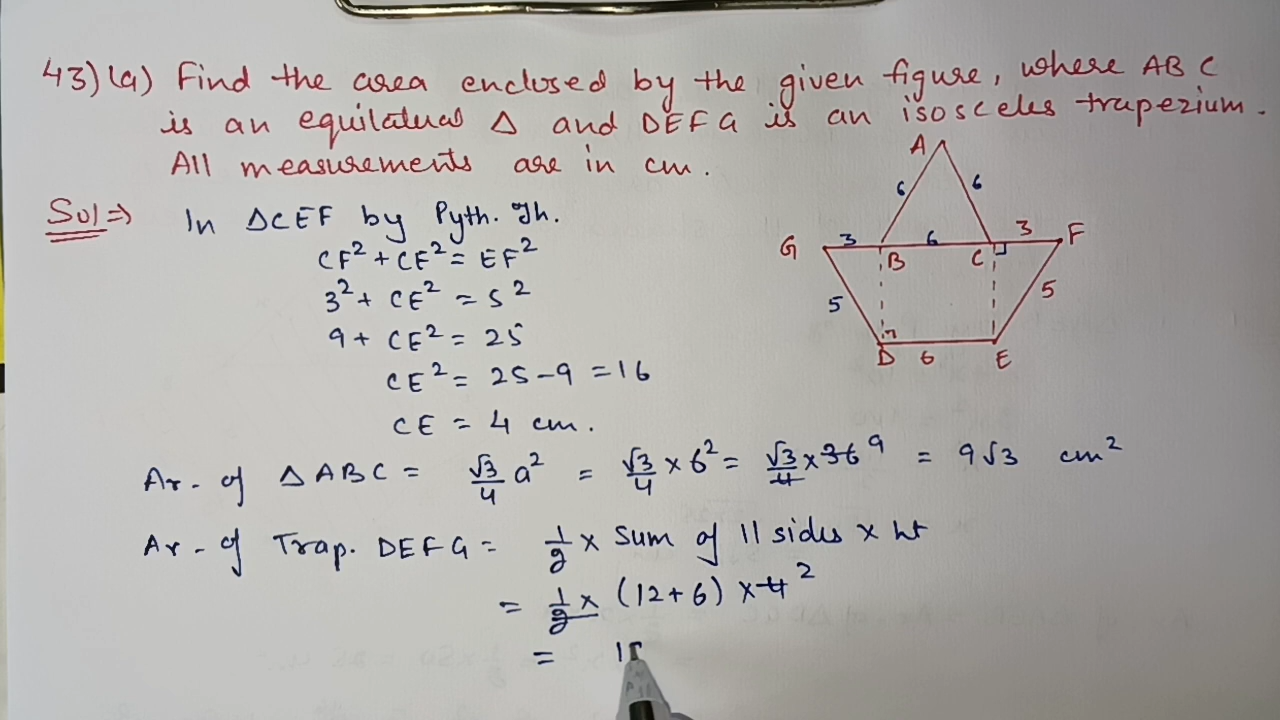 43) (a) Find the area enclosed by the given figure, where ABC
is an equilateral Δ and DEFG is an isosceles trapezium.
All measurements are in cm.
A
6 6
G 3 B 6 C 3 F
5 5
D 6 E
Sol ⇒ In ΔCEF by Pyth. Th.
CF² + CE² = EF²
3² + CE² = 5²
9 + CE² = 25
CE² = 25 - 9 = 16
CE = 4 cm.
Ar. of Δ ABC = √3/4 a² = √3/4 × 6² = √3/4 × 36 9 = 9√3 cm²
Ar. of Trap. DEFG = 1/2 × Sum of 11 sides × ht
= 1/2 × (12+6) × 4 2
= 1